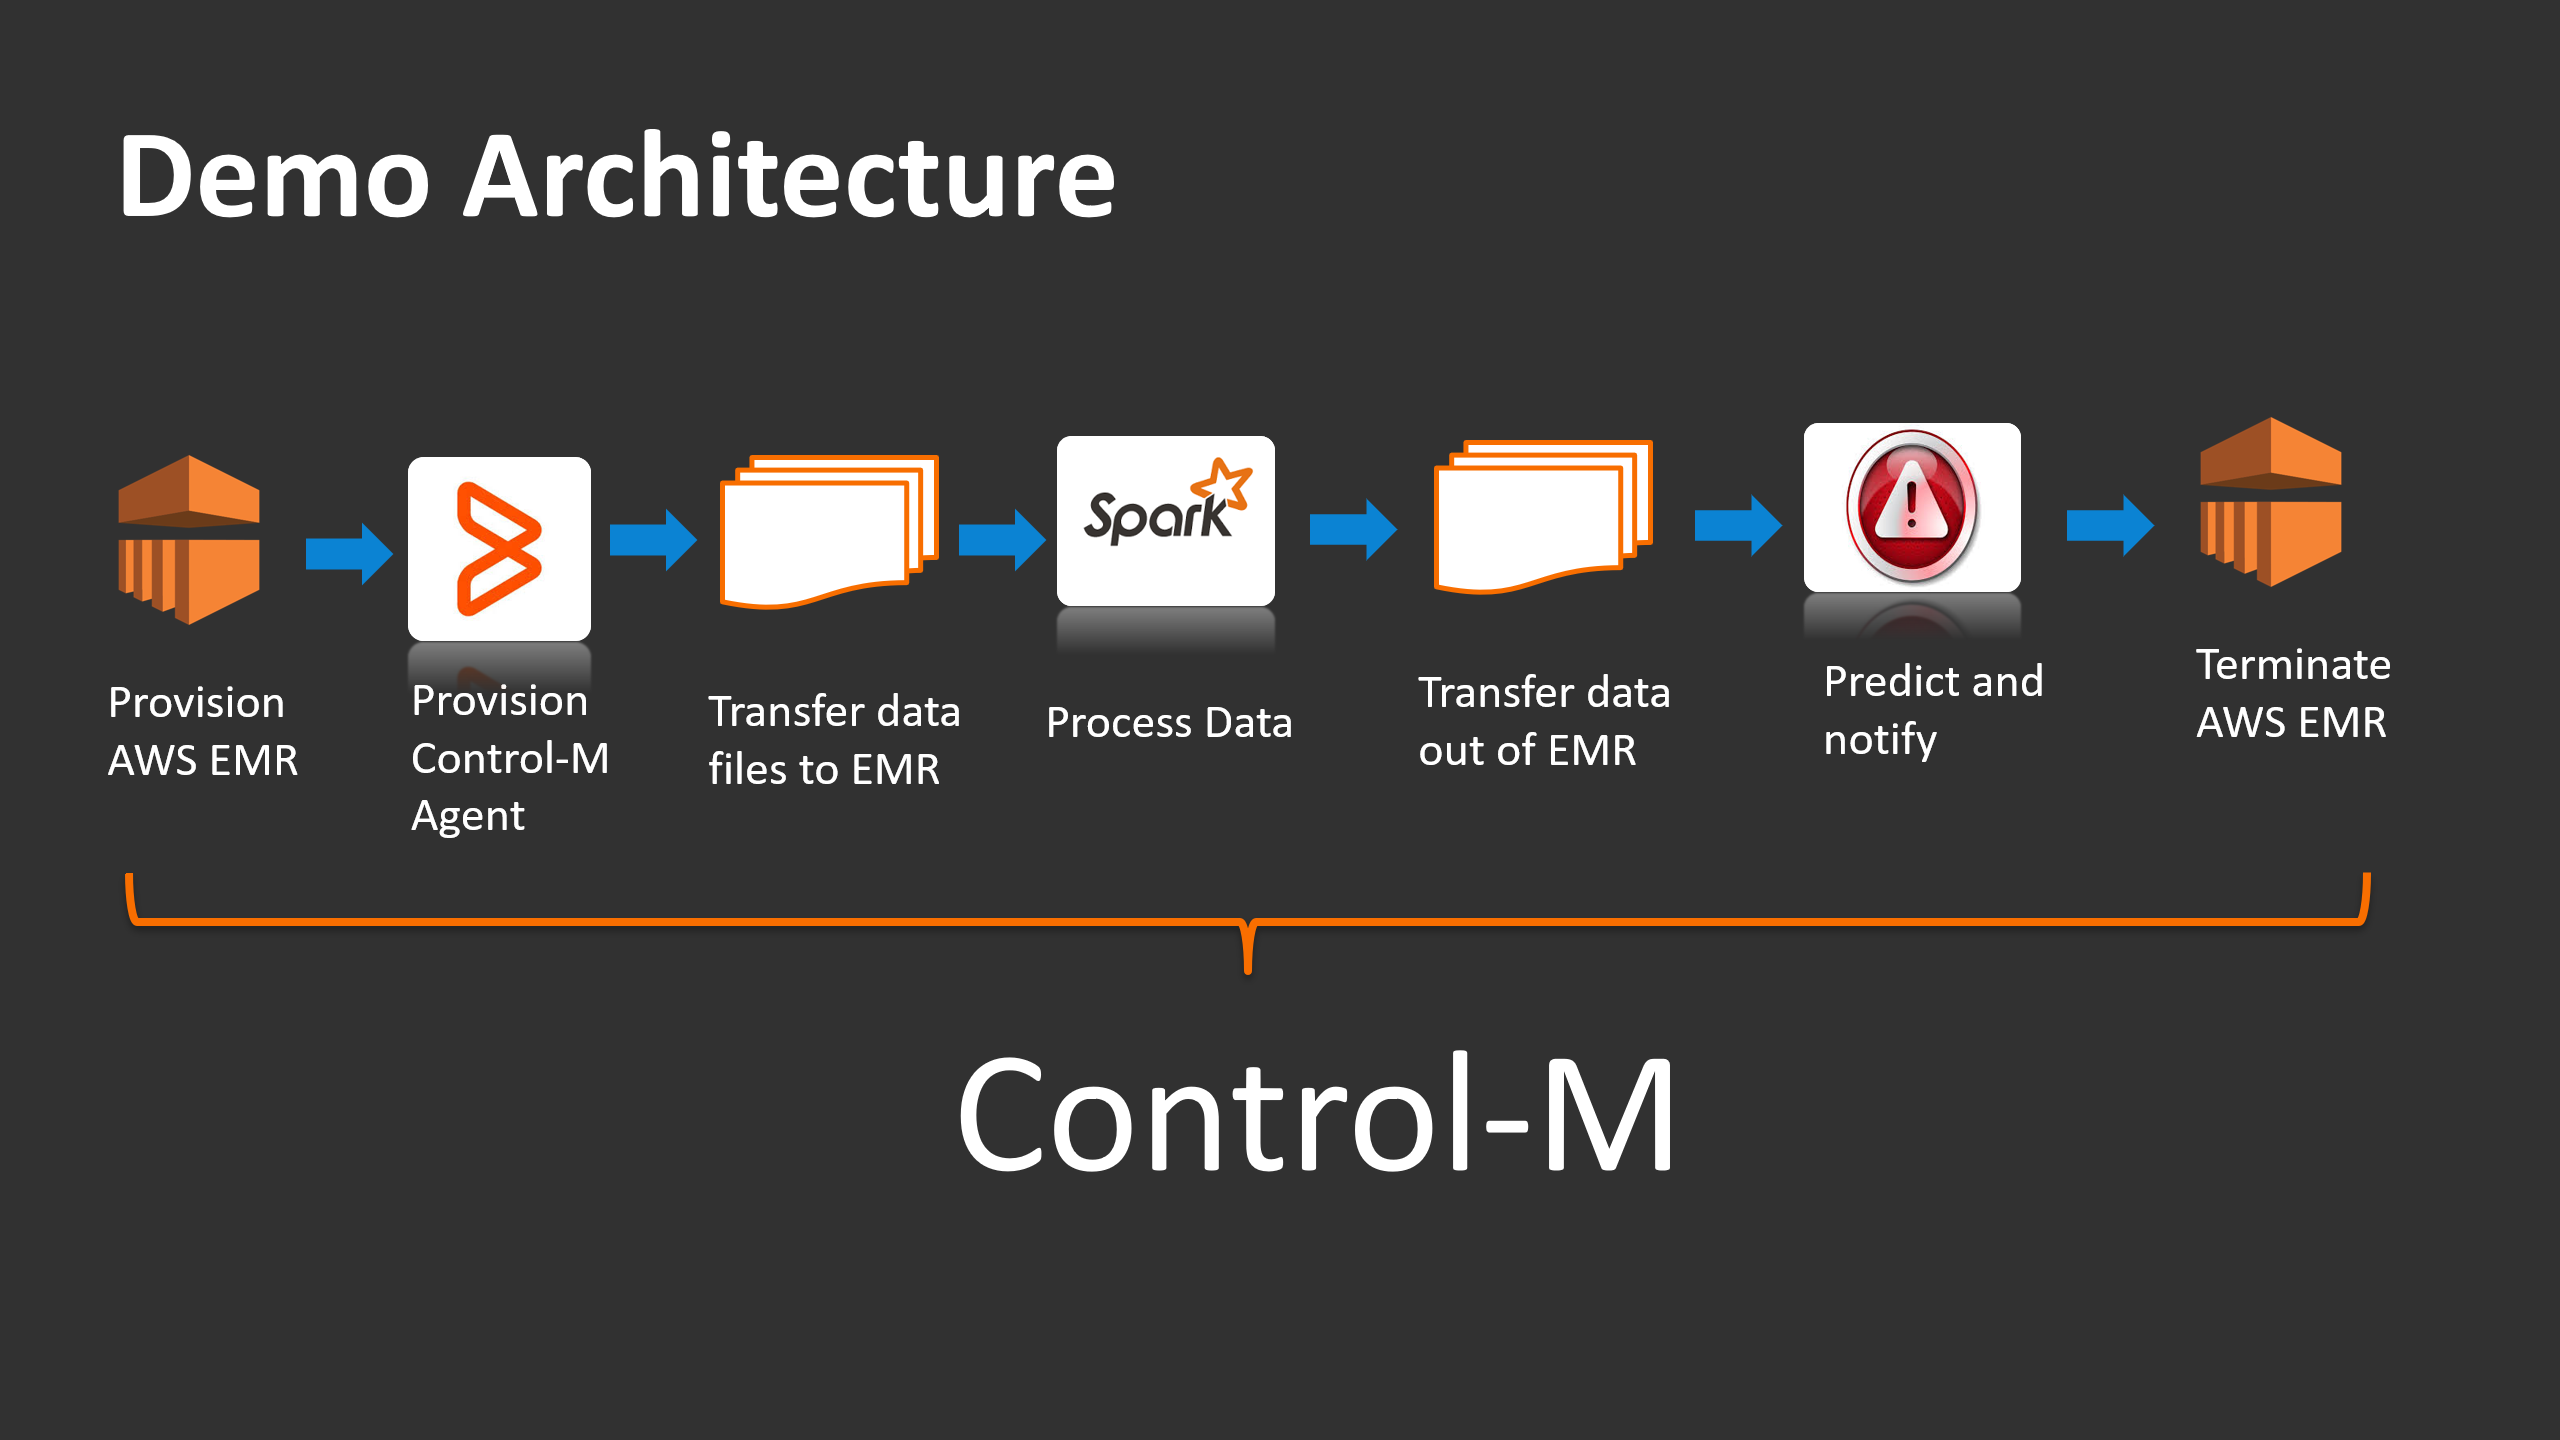 Demo Architecture
Spark
Provision
AWS EMR
Provision
Control-M
Agent
Transfer data
files to EMR
Process Data
Transfer data
out of EMR
Predict and
notify
Terminate
AWS EMR
Control-M